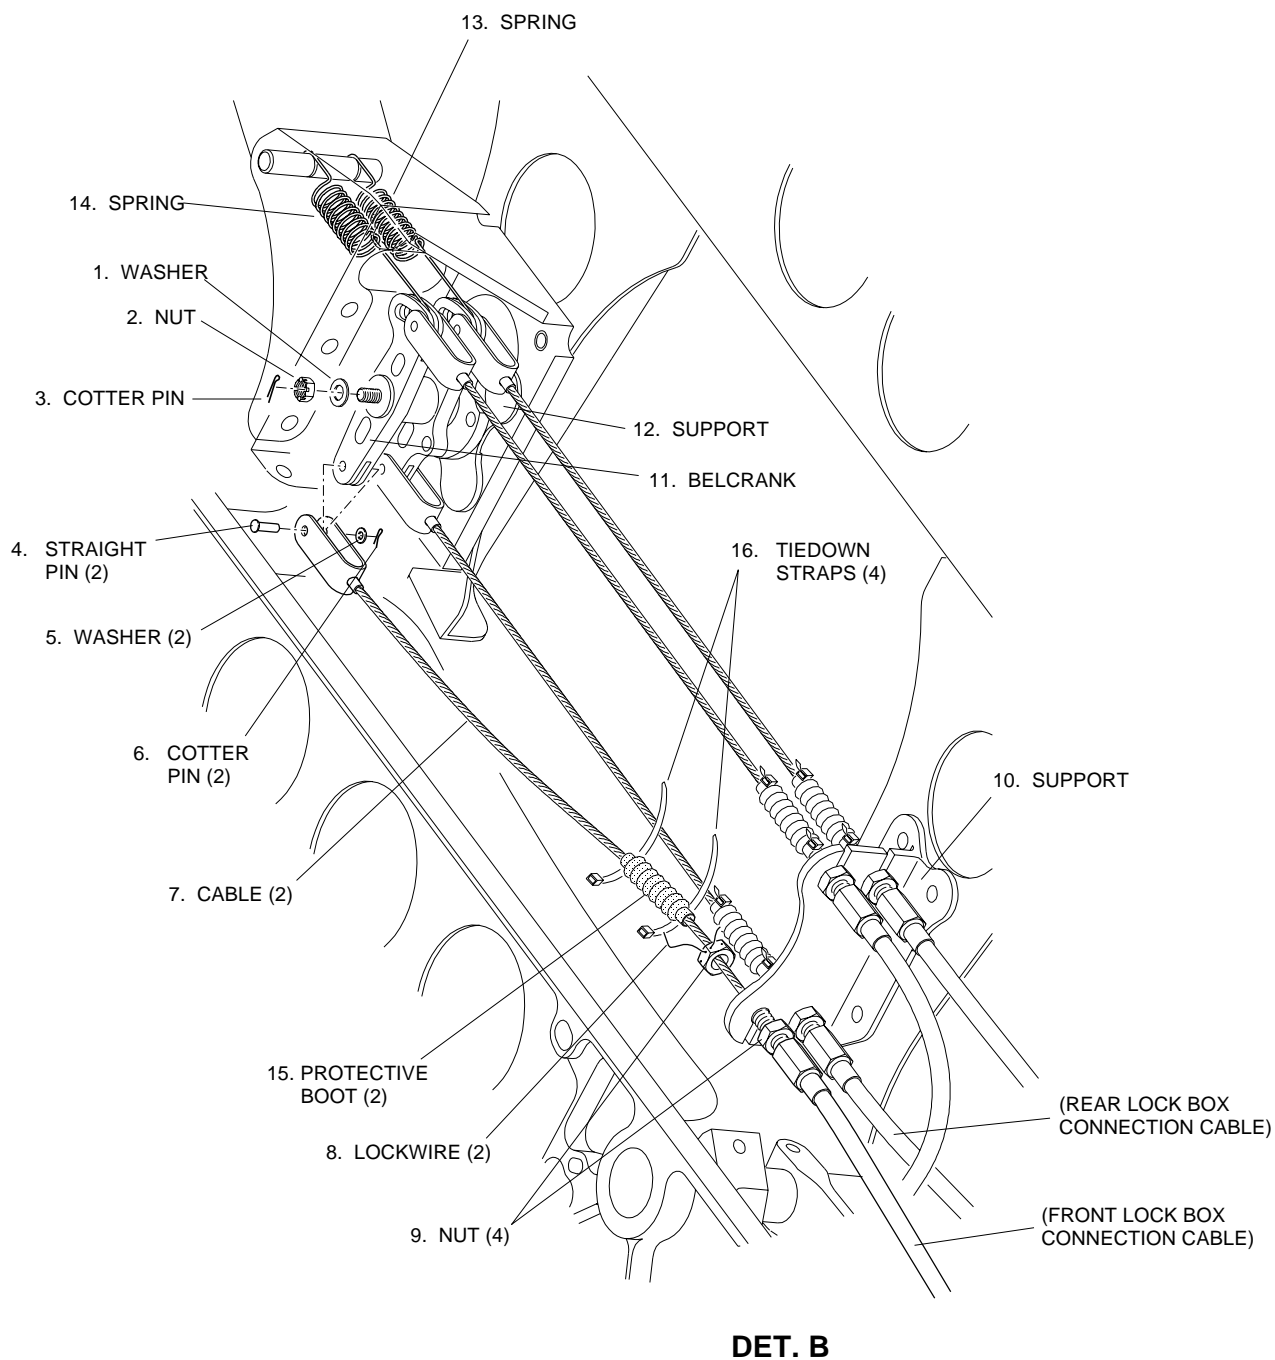 13. SPRING
14. SPRING
1. WASHER
2. NUT
3. COTTER PIN
12. SUPPORT
11. BELCRANK
4. STRAIGHT
PIN (2)
16. TIEDOWN
STRAPS (4)
5. WASHER (2)
6. COTTER
PIN (2)
10. SUPPORT
7. CABLE (2)
15. PROTECTIVE
BOOT (2)
(REAR LOCK BOX
CONNECTION CABLE)
8. LOCKWIRE (2)
9. NUT (4)
(FRONT LOCK BOX
CONNECTION CABLE)
DET. B